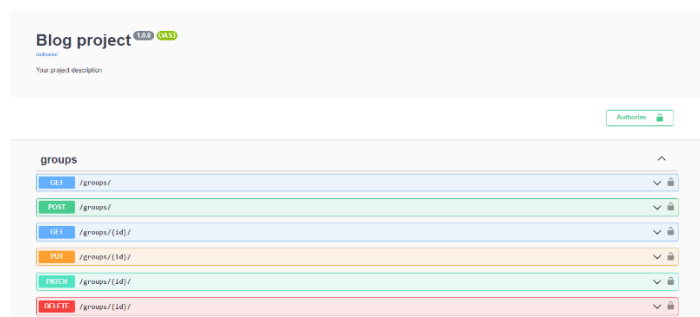 Blog project 1.0.0 OAS3
/schema/
Your project description
Authorize
groups
GET /groups/
POST /groups/
GET /groups/{id}/
PUT /groups/{id}/
PATCH /groups/{id}/
DELETE /groups/{id}/